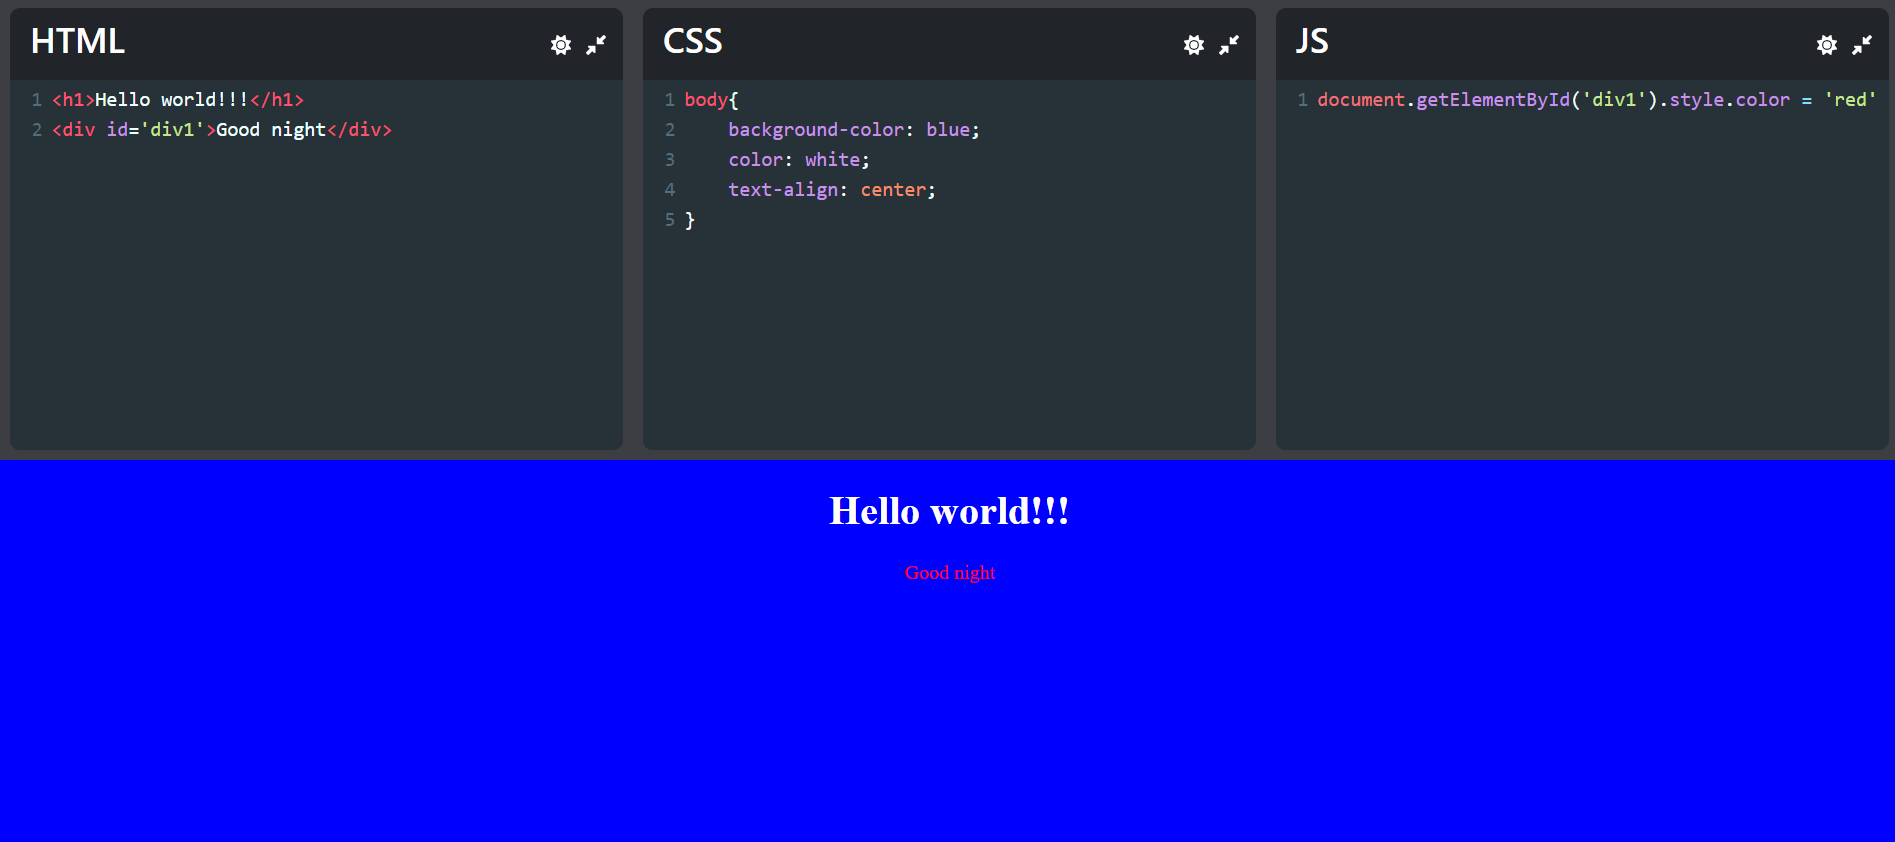 HTML
1 <h1>Hello world!!!</h1>
2 <div id='div1'>Good night</div>
CSS
1 body{
2     background-color: blue;
3     color: white;
4     text-align: center;
5 }
JS
1 document.getElementById('div1').style.color = 'red'
Hello world!!!
Good night